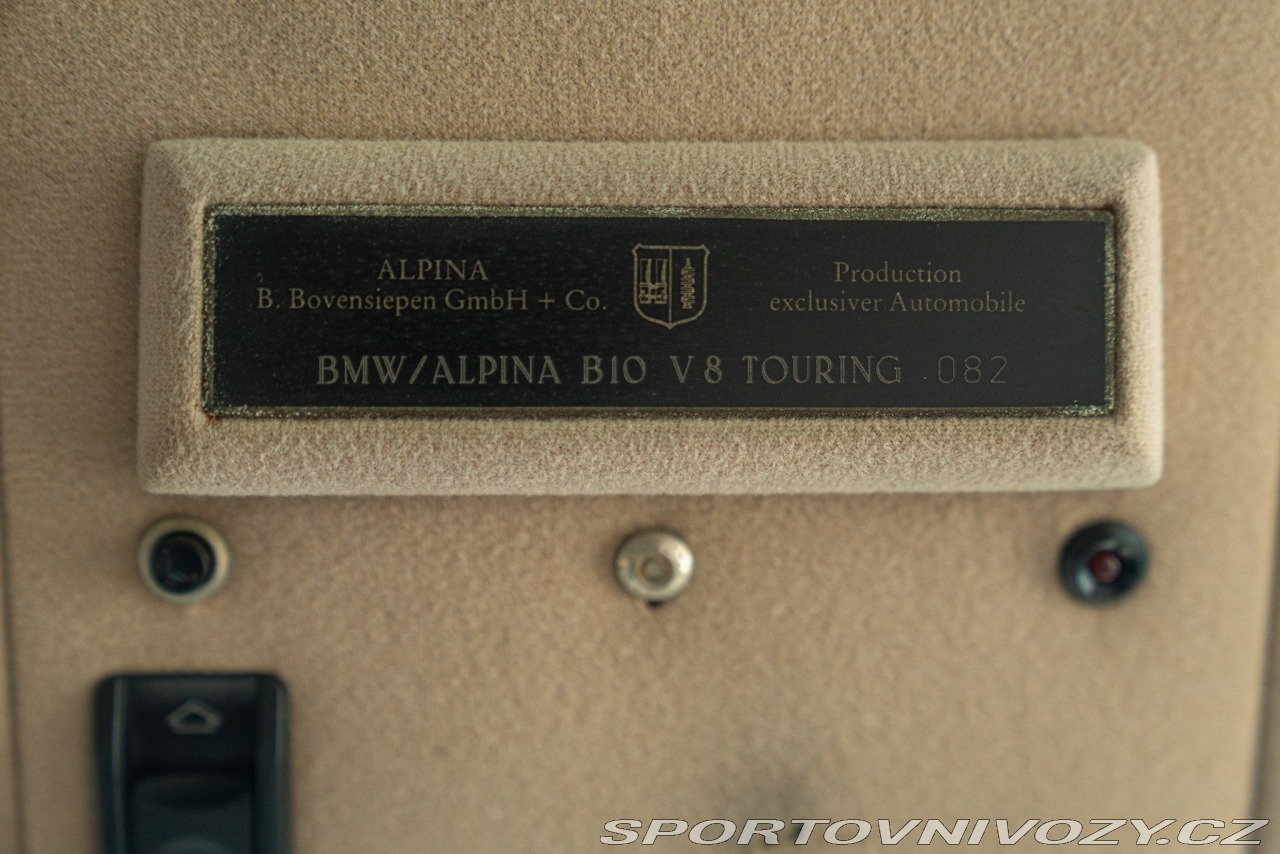 ALPINA
B. Bovensiepen GmbH + Co.
Production
exclusiver Automobile
BMW/ALPINA B10 V8 TOURING 082
SPORTOVNIVOZY.CZ